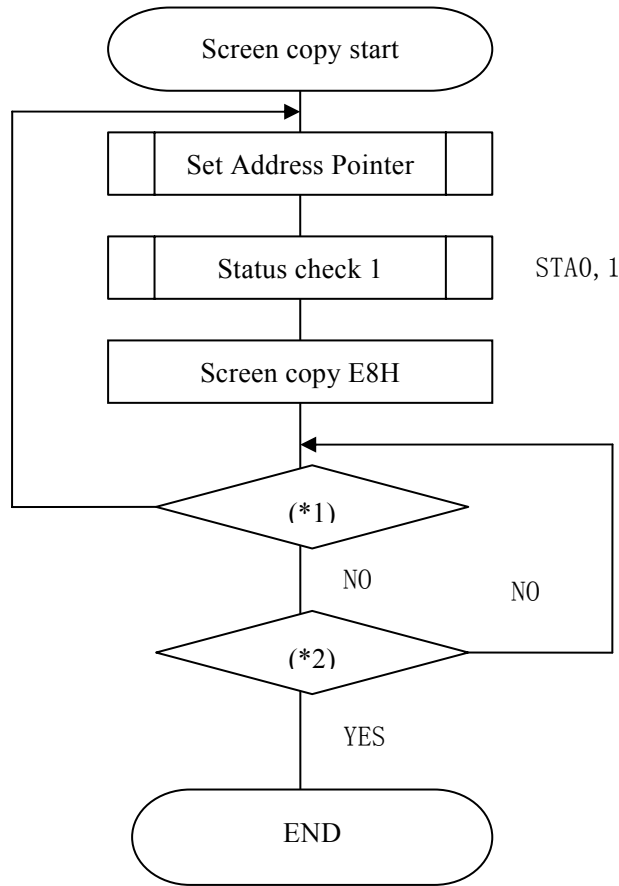 Screen copy start
Set Address Pointer
Status check 1
STA0, 1
Screen copy E8H
(*1)
NO
NO
(*2)
YES
END